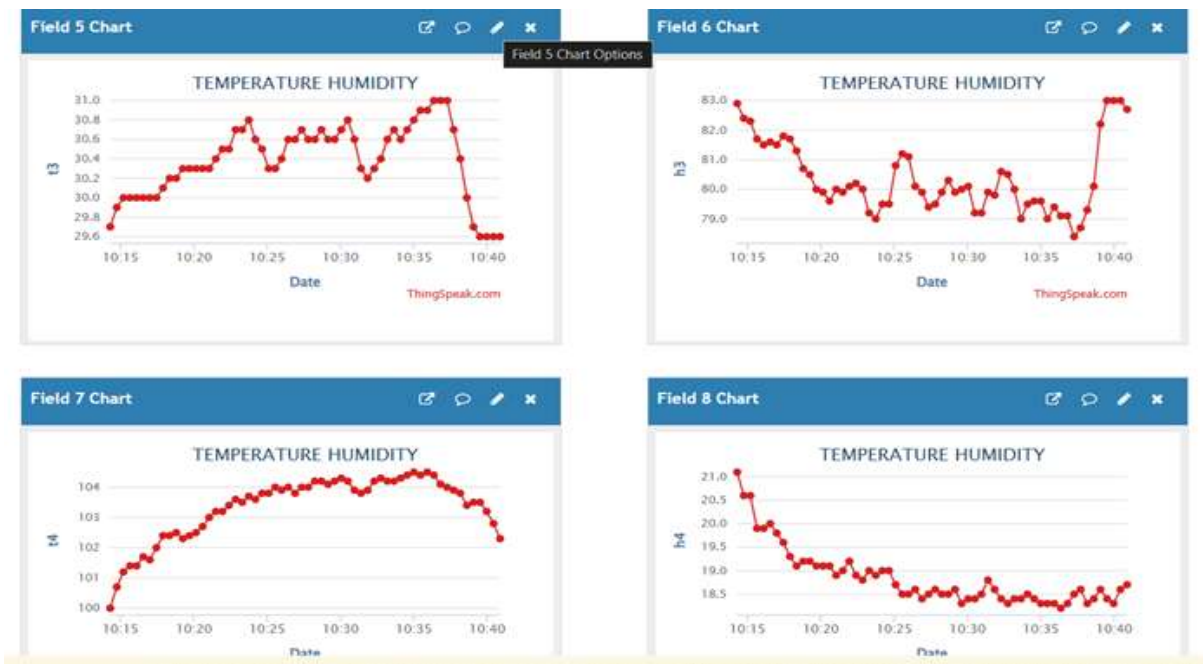 Field 5 Chart
Field 5 Chart Options
TEMPERATURE HUMIDITY
31.0
30.8
30.6
30.4
30.2
30.0
29.8
29.6
t3
10:15 10:20 10:25 10:30 10:35 10:40
Date
ThingSpeak.com
Field 6 Chart
TEMPERATURE HUMIDITY
83.0
82.0
81.0
80.0
79.0
h3
10:15 10:20 10:25 10:30 10:35 10:40
Date
ThingSpeak.com
Field 7 Chart
TEMPERATURE HUMIDITY
104
103
102
101
100
t4
10:15 10:20 10:25 10:30 10:35 10:40
Date
Field 8 Chart
TEMPERATURE HUMIDITY
21.0
20.5
20.0
19.5
19.0
18.5
h4
10:15 10:20 10:25 10:30 10:35 10:40
Date